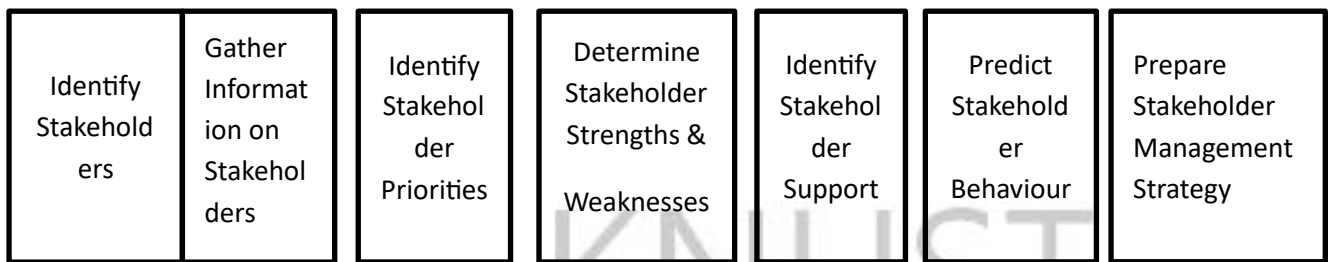 Identify
Stakehold
ers
Gather
Informat
ion on
Stakehol
ders
Identify
Stakehol
der
Priorities
Determine
Stakeholder
Strengths &
Weaknesses
Identify
Stakehol
der
Support
Predict
Stakehold
er
Behaviour
Prepare
Stakeholder
Management
Strategy
KNUST